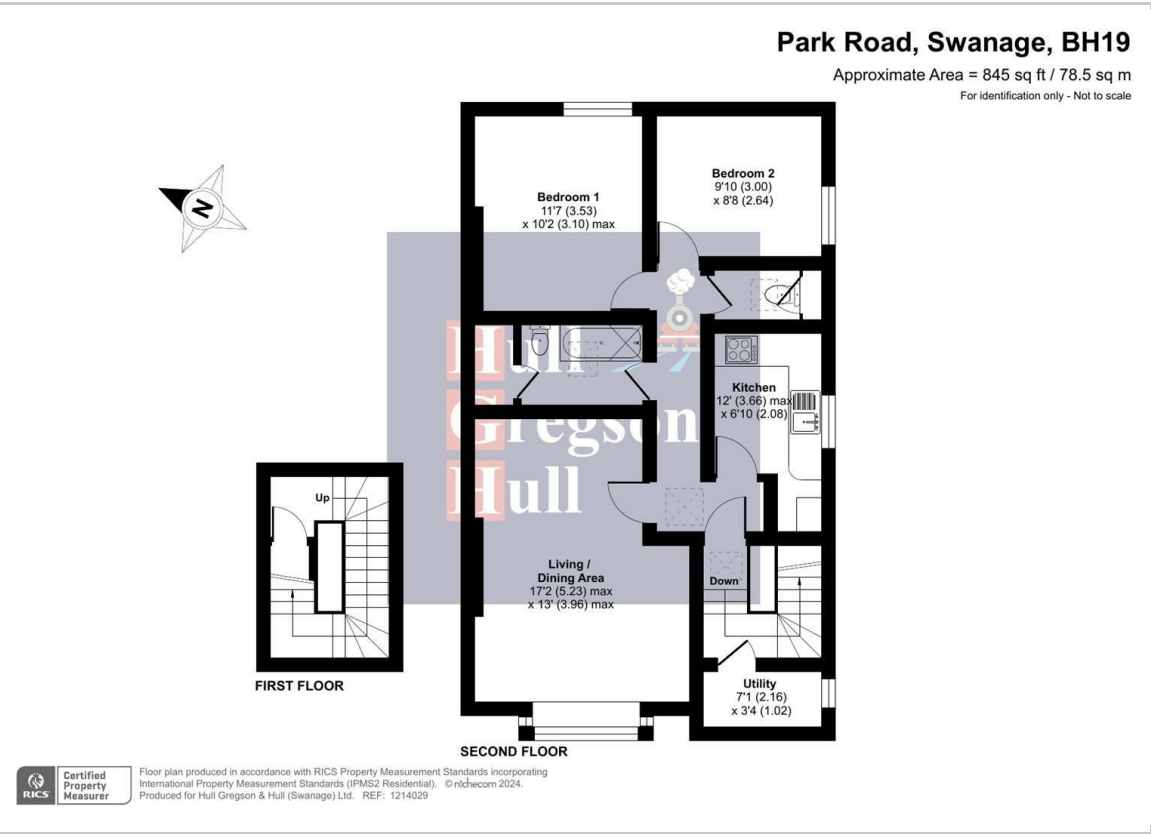 Park Road, Swanage, BH19
Approximate Area = 845 sq ft / 78.5 sq m
For identification only - Not to scale
N
Bedroom 1
11'7 (3.53)
x 10'2 (3.10) max
Bedroom 2
9'10 (3.00)
x 8'8 (2.64)
Hull
Gregson
Hull
Kitchen
12' (3.66) max
x 6'10 (2.08)
Up
Living /
Dining Area
17'2 (5.23) max
x 13' (3.96) max
Down
Utility
7'1 (2.16)
x 3'4 (1.02)
FIRST FLOOR
SECOND FLOOR
RICS
Certified
Property
Measurer
Floor plan produced in accordance with RICS Property Measurement Standards incorporating
International Property Measurement Standards (IPMS2 Residential). © nichecom 2024.
Produced for Hull Gregson & Hull (Swanage) Ltd. REF: 1214029